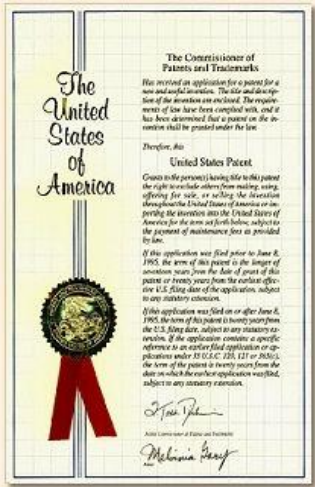 The
United
States
of
America
The Commissioner of
Patents and Trademarks
Has received an application for a patent for a
new and useful invention. The title and descrip-
tion of the invention are enclosed. The require-
ments of law have been complied with, and it
has been determined that a patent on the in-
vention shall be granted under the law.
Therefore, this
United States Patent
Grants to the person(s) having title to this patent
the right to exclude others from making, using,
offering for sale, or selling the invention
throughout the United States of America or im-
porting the invention into the United States of
America for the term set forth below, subject to
the payment of maintenance fees as provided
by law.
If this application was filed prior to June 8,
1995, the term of this patent is the longer of
seventeen years from the date of grant of this
patent or twenty years from the earliest effec-
tive U.S. filing date of the application, subject
to any statutory extension.
If this application was filed on or after June 8,
1995, the term of this patent is twenty years from
the U.S. filing date, subject to any statutory ex-
tension. If the application contains a specific
reference to an earlier filed application or ap-
plications under 35 U.S.C. 120, 121 or 365(c),
the term of the patent is twenty years from the
date on which the earliest application was filed,
subject to any statutory extension.